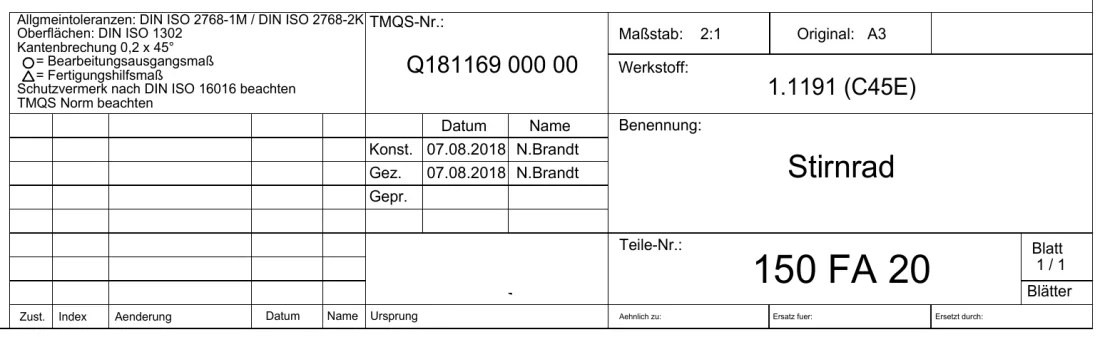 Allgmeintoleranzen: DIN ISO 2768-1M / DIN ISO 2768-2K
Oberflächen: DIN ISO 1302
Kantenbrechung 0,2 x 45°
= Bearbeitungsausgangsmaß
= Fertigungshilfsmaß
Schutzvermerk nach DIN ISO 16016 beachten
TMQS Norm beachten
TMQS-Nr.:
Q181169 000 00
Maßstab: 2:1
Original: A3
Werkstoff:
1.1191 (C45E)
Datum Name
Konst. 07.08.2018 N.Brandt
Gez. 07.08.2018 N.Brandt
Gepr.
Benennung:
Stirnrad
Teile-Nr.:
150 FA 20
Blatt
1 / 1
Blätter
-
Zust. Index Aenderung Datum Name Ursprung
Aehnlich zu: Ersatz fuer: Ersetzt durch: